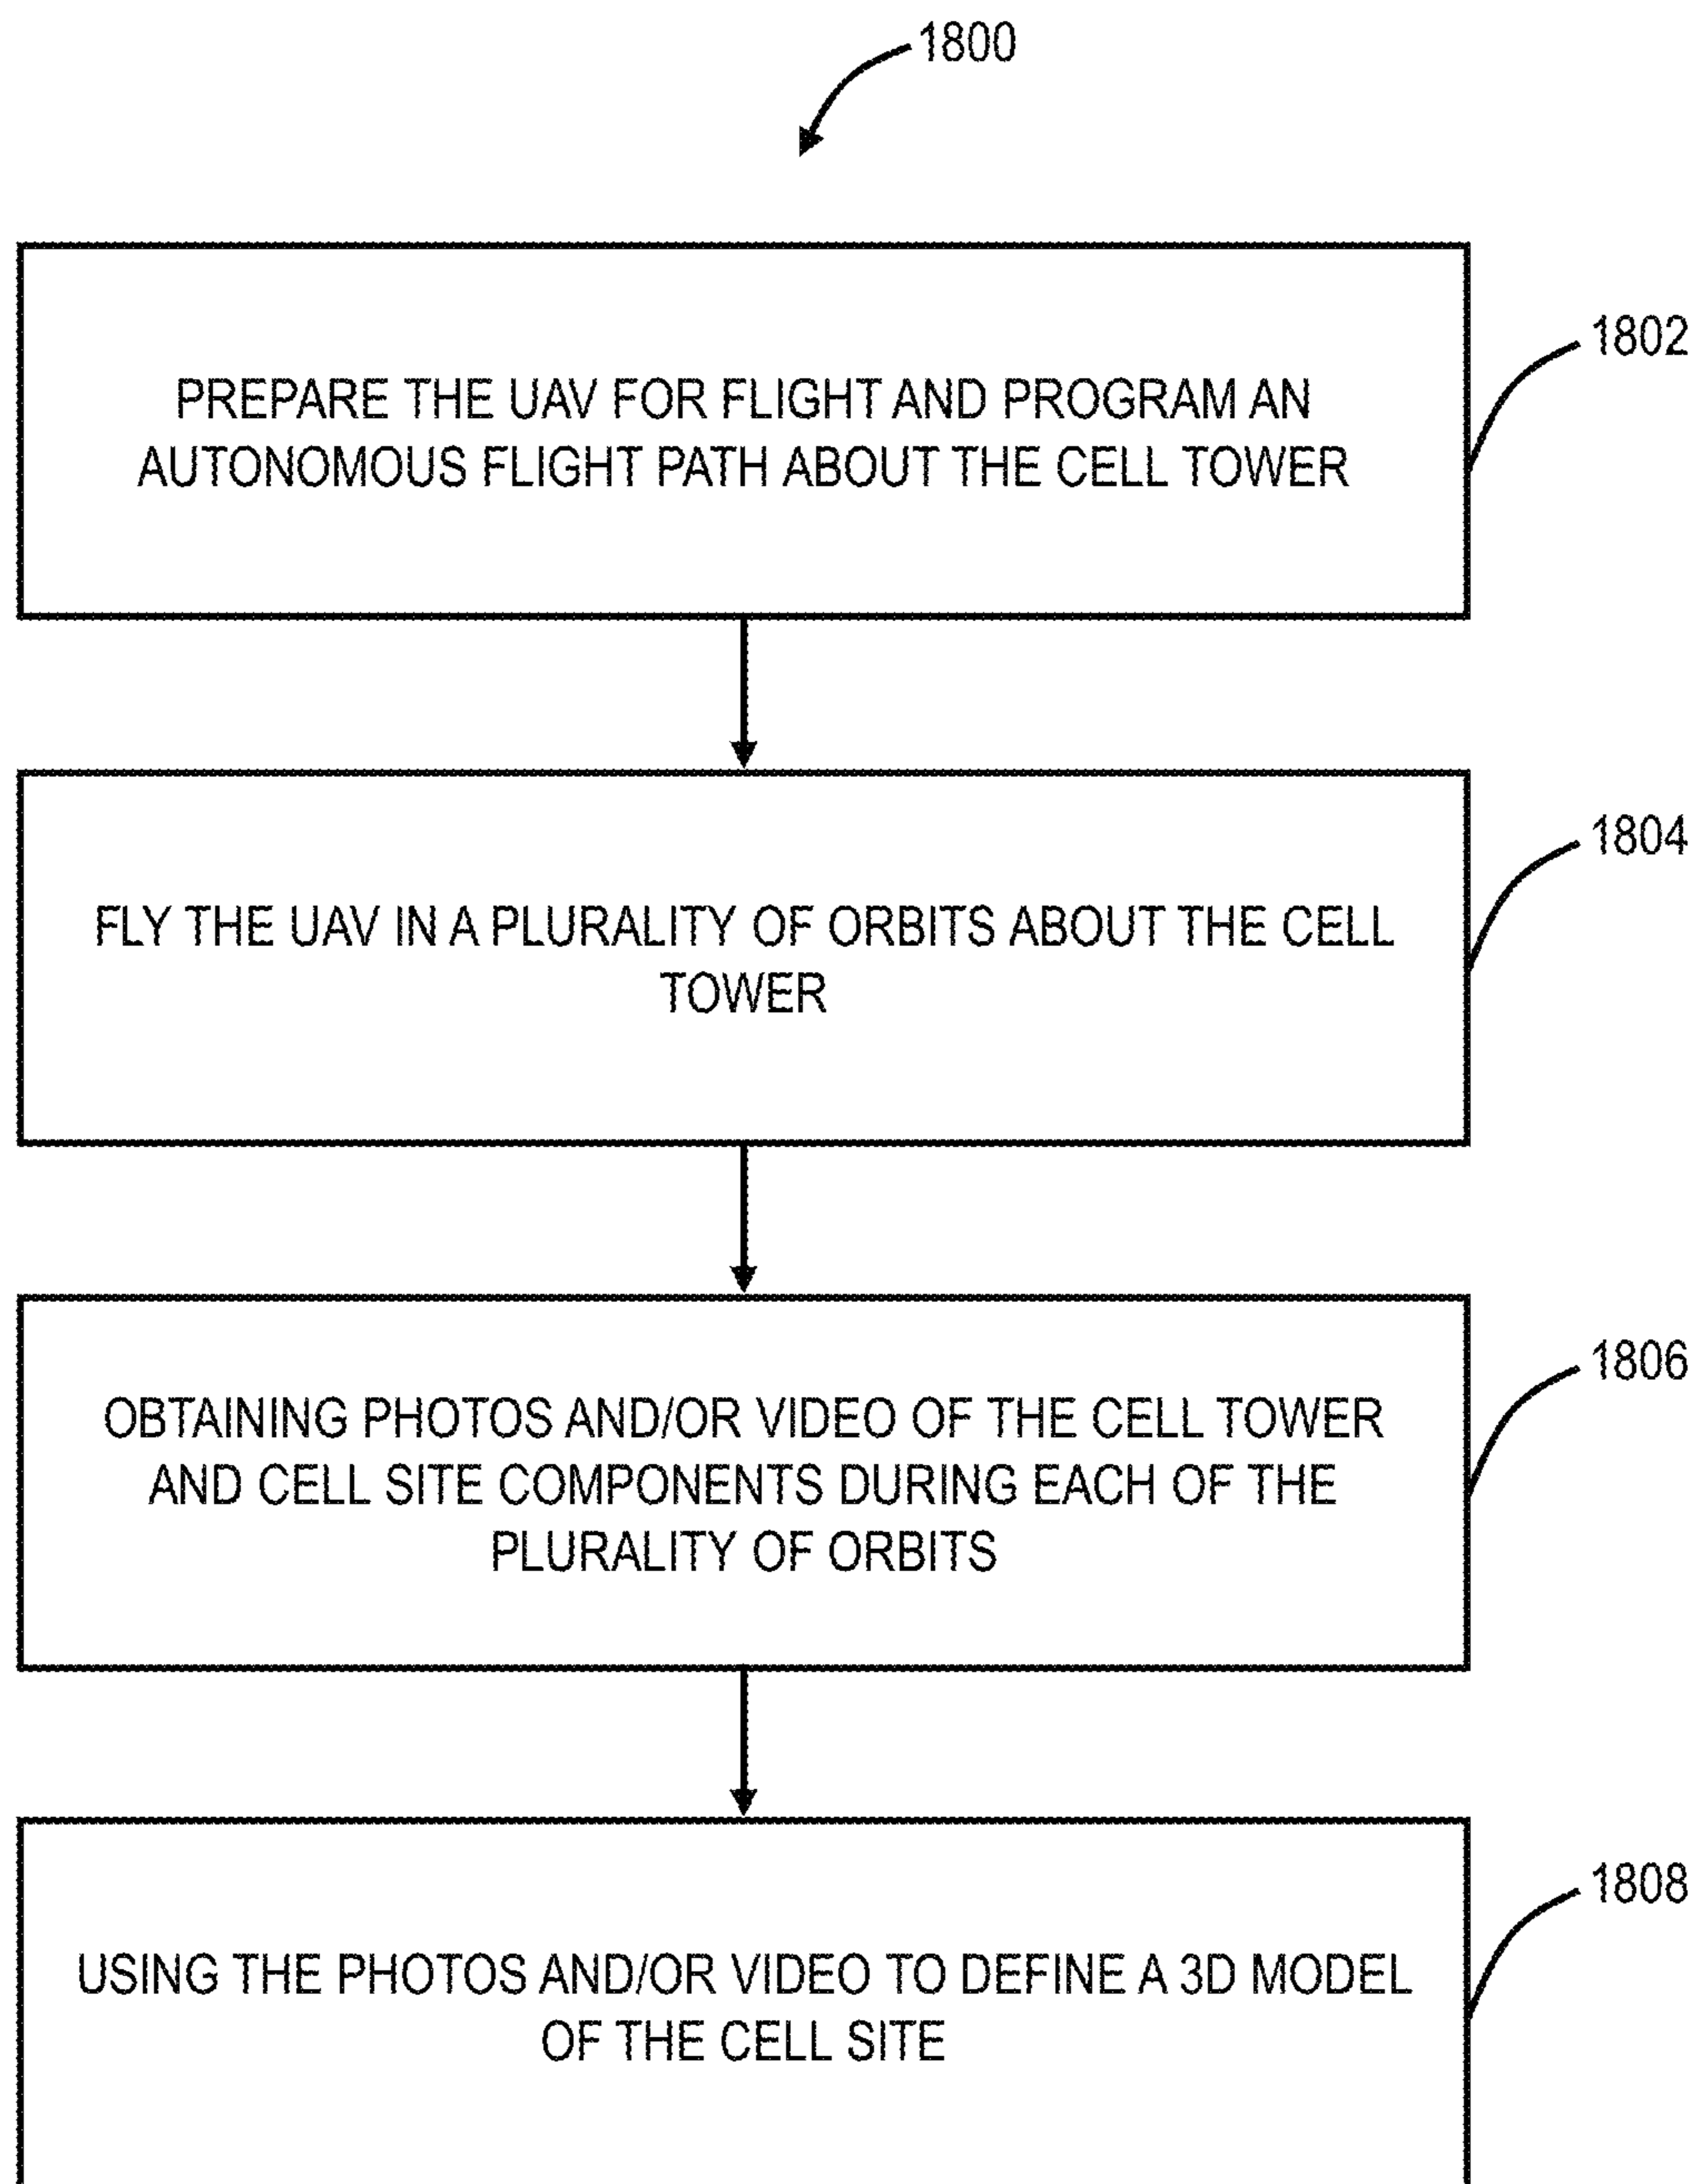 1800
PREPARE THE UAV FOR FLIGHT AND PROGRAM AN
AUTONOMOUS FLIGHT PATH ABOUT THE CELL TOWER
1802
FLY THE UAV IN A PLURALITY OF ORBITS ABOUT THE CELL
TOWER
1804
OBTAINING PHOTOS AND/OR VIDEO OF THE CELL TOWER
AND CELL SITE COMPONENTS DURING EACH OF THE
PLURALITY OF ORBITS
1806
USING THE PHOTOS AND/OR VIDEO TO DEFINE A 3D MODEL
OF THE CELL SITE
1808